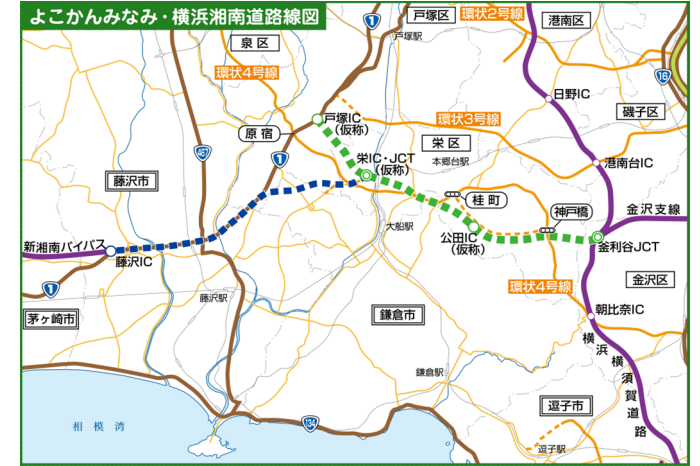 よこかんみなみ・横浜湘南道路線図
1
戸塚区
環状2号線
港南区
戸塚駅
泉区
環状4号線
16
日野IC
磯子区
戸塚IC
(仮称)
環状3号線
原宿
467
1
栄区
本郷台駅
栄IC・JCT
(仮称)
港南台IC
藤沢市
桂町
神戸橋
金沢支線
大船駅
公田IC
(仮称)
新湘南バイパス
藤沢IC
釜利谷JCT
1
藤沢駅
環状4号線
金沢区
茅ヶ崎市
鎌倉市
朝比奈IC
横浜横須賀道路
鎌倉駅
逗子市
相模湾
134
逗子駅